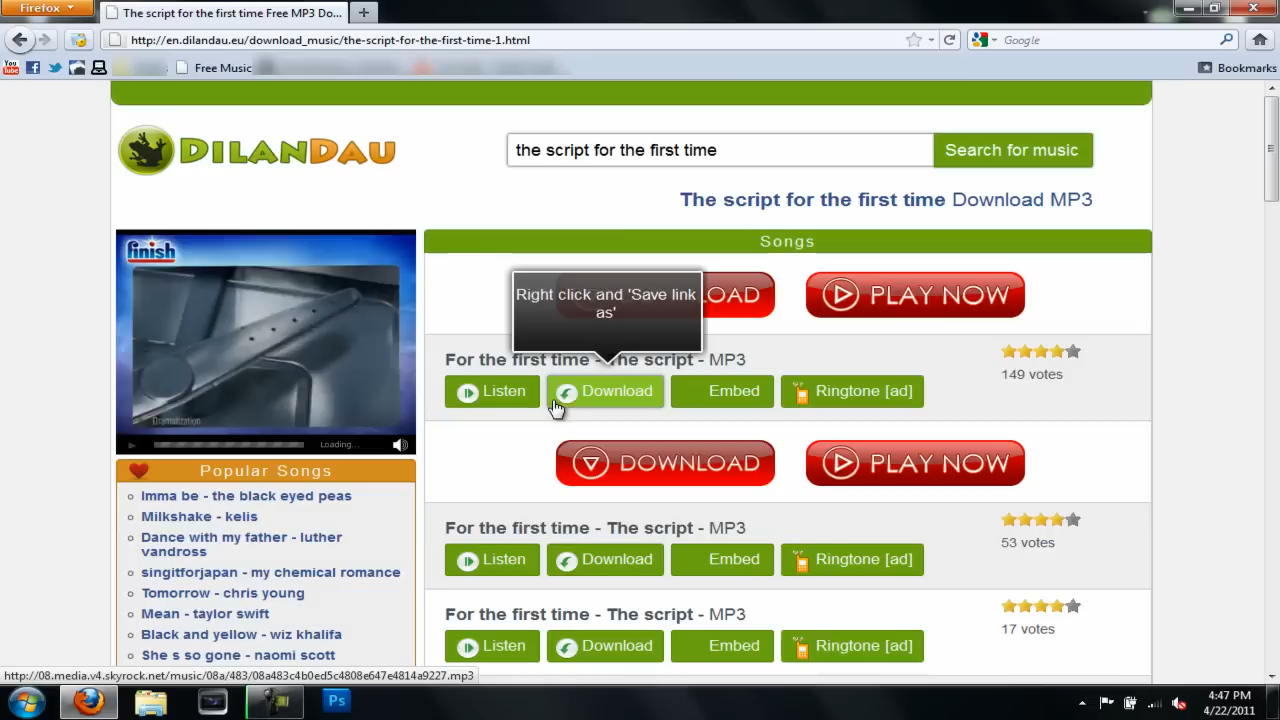 Firefox
The script for the first time Free MP3 Do...
http://en.dilandau.eu/download_music/the-script-for-the-first-time-1.html
Google
You
Tube
Free Music
Bookmarks
DILANDAU
the script for the first time
Search for music
The script for the first time Download MP3
finish
Dramatization
Loading...
Songs
Right click and 'Save link
as'
LOAD
PLAY NOW
For the first time - The script - MP3
149 votes
Listen
Download
Embed
Ringtone [ad]
DOWNLOAD
PLAY NOW
For the first time - The script - MP3
53 votes
Listen
Download
Embed
Ringtone [ad]
For the first time - The script - MP3
17 votes
Listen
Download
Embed
Ringtone [ad]
Popular Songs
Imma be - the black eyed peas
Milkshake - kelis
Dance with my father - luther
vandross
singitforjapan - my chemical romance
Tomorrow - chris young
Mean - taylor swift
Black and yellow - wiz khalifa
She s so gone - naomi scott
http://08.media.v4.skyrock.net/music/08a/483/08a483c4b0ed5c4808e647e4814a9227.mp3
Ps
4:47 PM
4/22/2011